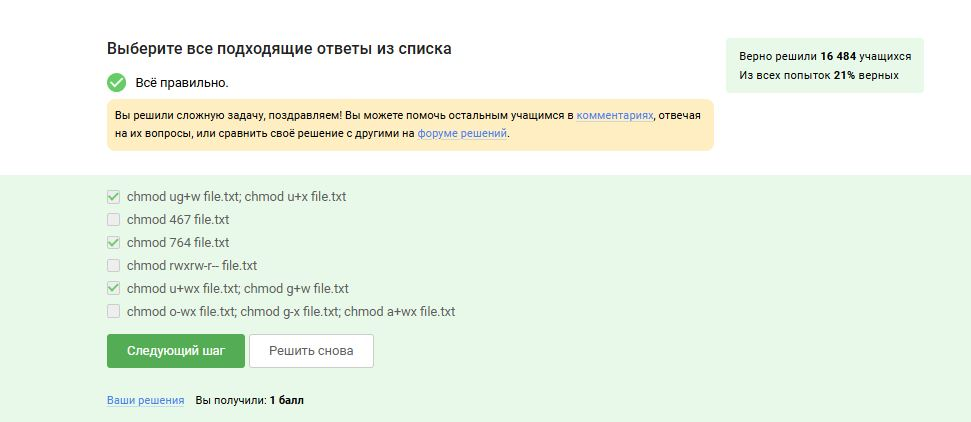 Выберите все подходящие ответы из списка
Верно решили 16 484 учащихся
Из всех попыток 21% верных
Всё правильно.
Вы решили сложную задачу, поздравляем! Вы можете помочь остальным учащимся в комментариях, отвечая
на их вопросы, или сравнить своё решение с другими на форуме решений.
chmod ug+w file.txt; chmod u+x file.txt
chmod 467 file.txt
chmod 764 file.txt
chmod rwxrw-r-- file.txt
chmod u+wx file.txt; chmod g+w file.txt
chmod o-wx file.txt; chmod g-x file.txt; chmod a+wx file.txt
Следующий шаг
Решить снова
Ваши решения Вы получили: 1 балл